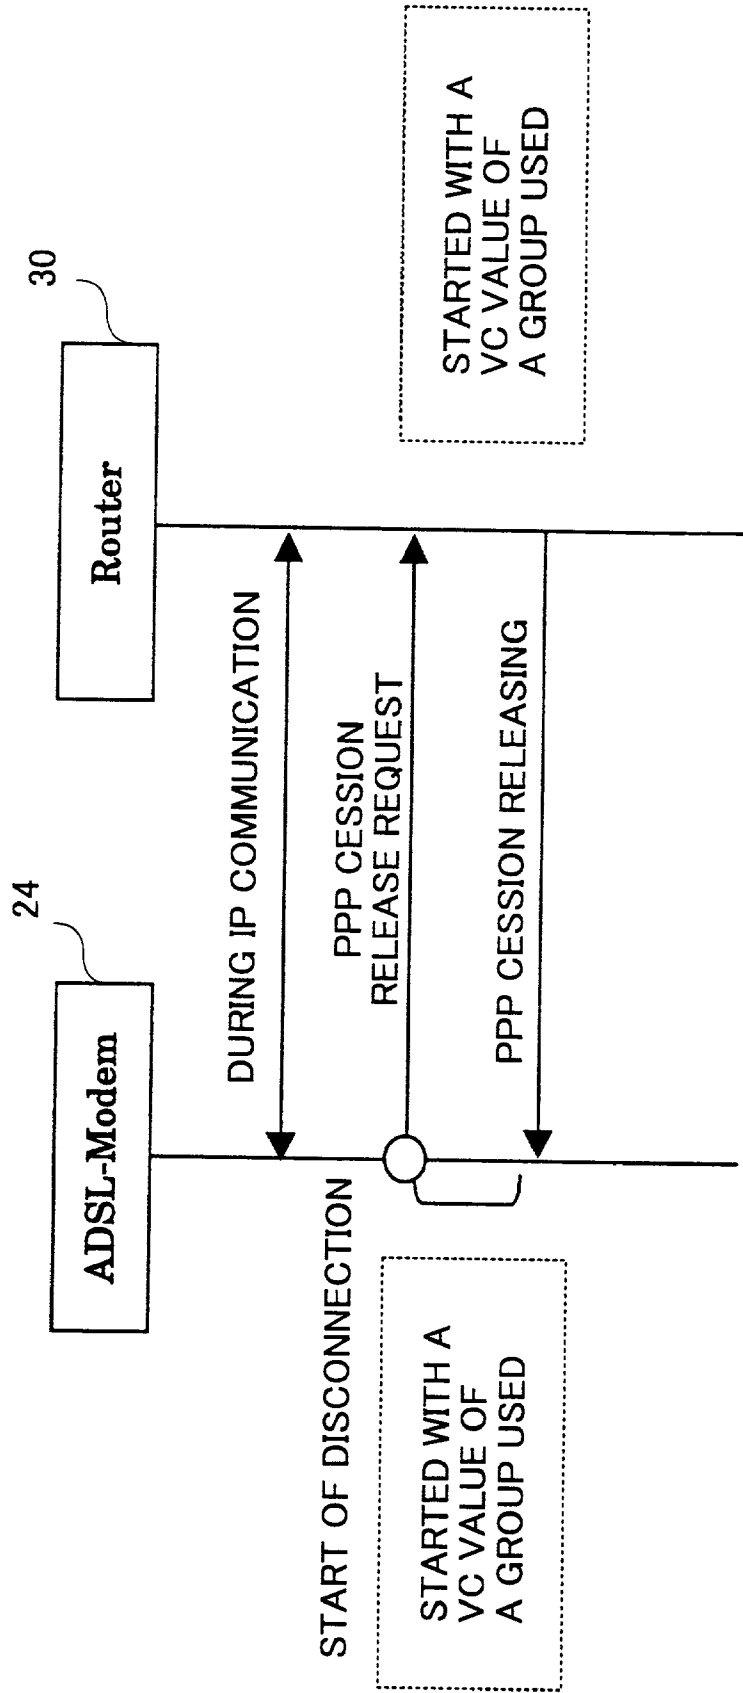 24
30
ADSL-Modem
Router
DURING IP COMMUNICATION
START OF DISCONNECTION
PPP CESSION
RELEASE REQUEST
STARTED WITH A
VC VALUE OF
A GROUP USED
STARTED WITH A
VC VALUE OF
A GROUP USED
PPP CESSION RELEASING